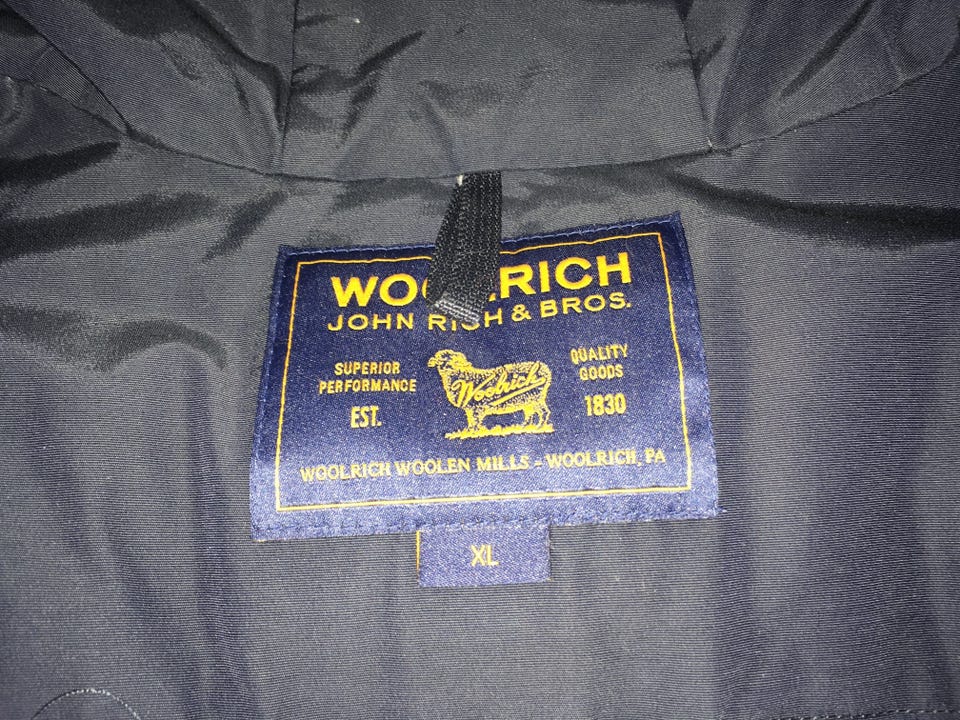 WOOLRICH
JOHN RICH & BROS.
SUPERIOR
PERFORMANCE
EST.
Woolrich
QUALITY
GOODS
1830
WOOLRICH WOOLEN MILLS - WOOLRICH, PA
XL